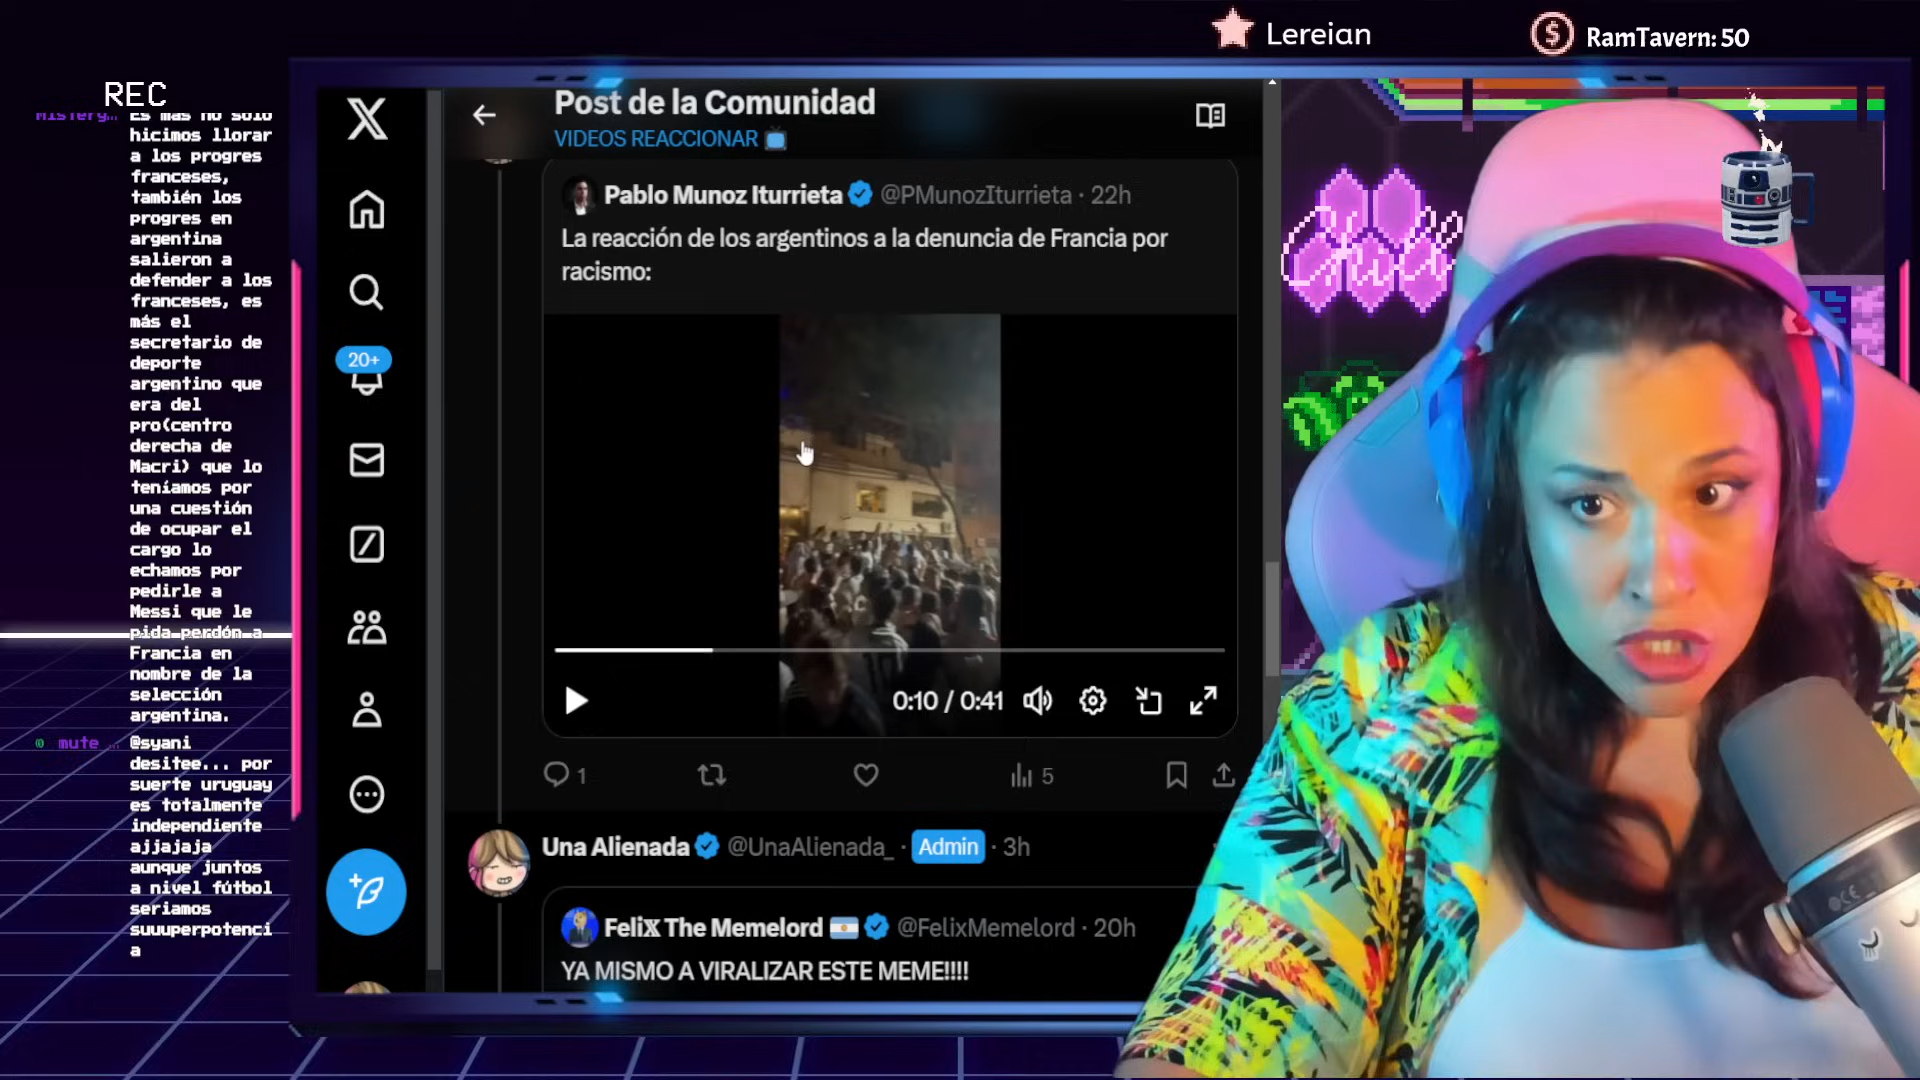 Lereian
RamTavern: 50
REC
Mistery...
Es más no solo
hicimos llorar
a los progres
franceses,
también los
progres en
argentina
salieron a
defender a los
franceses, es
más el
secretario de
deporte
argentino que
era del
pro(centro
derecha de
Macri) que lo
teníamos por
una cuestión
de ocupar el
cargo lo
echamos por
pedirle a
Messi que le
pida perdón a
Francia en
nombre de la
selección
argentina.
mute ...
@syani
desitee... por
suerte uruguay
es totalmente
independiente
ajjajaja
aunque juntos
a nivel fútbol
seriamos
suuuperpotenci
a
20+
Post de la Comunidad
VIDEOS REACCIONAR
Pablo Munoz Iturrieta @PMunozIturrieta · 22h
La reacción de los argentinos a la denuncia de Francia por
racismo:
0:10 / 0:41
1
5
Una Alienada @UnaAlienada_ · Admin · 3h
FeliX The Memelord @FelixMemelord · 20h
YA MISMO A VIRALIZAR ESTE MEME!!!!